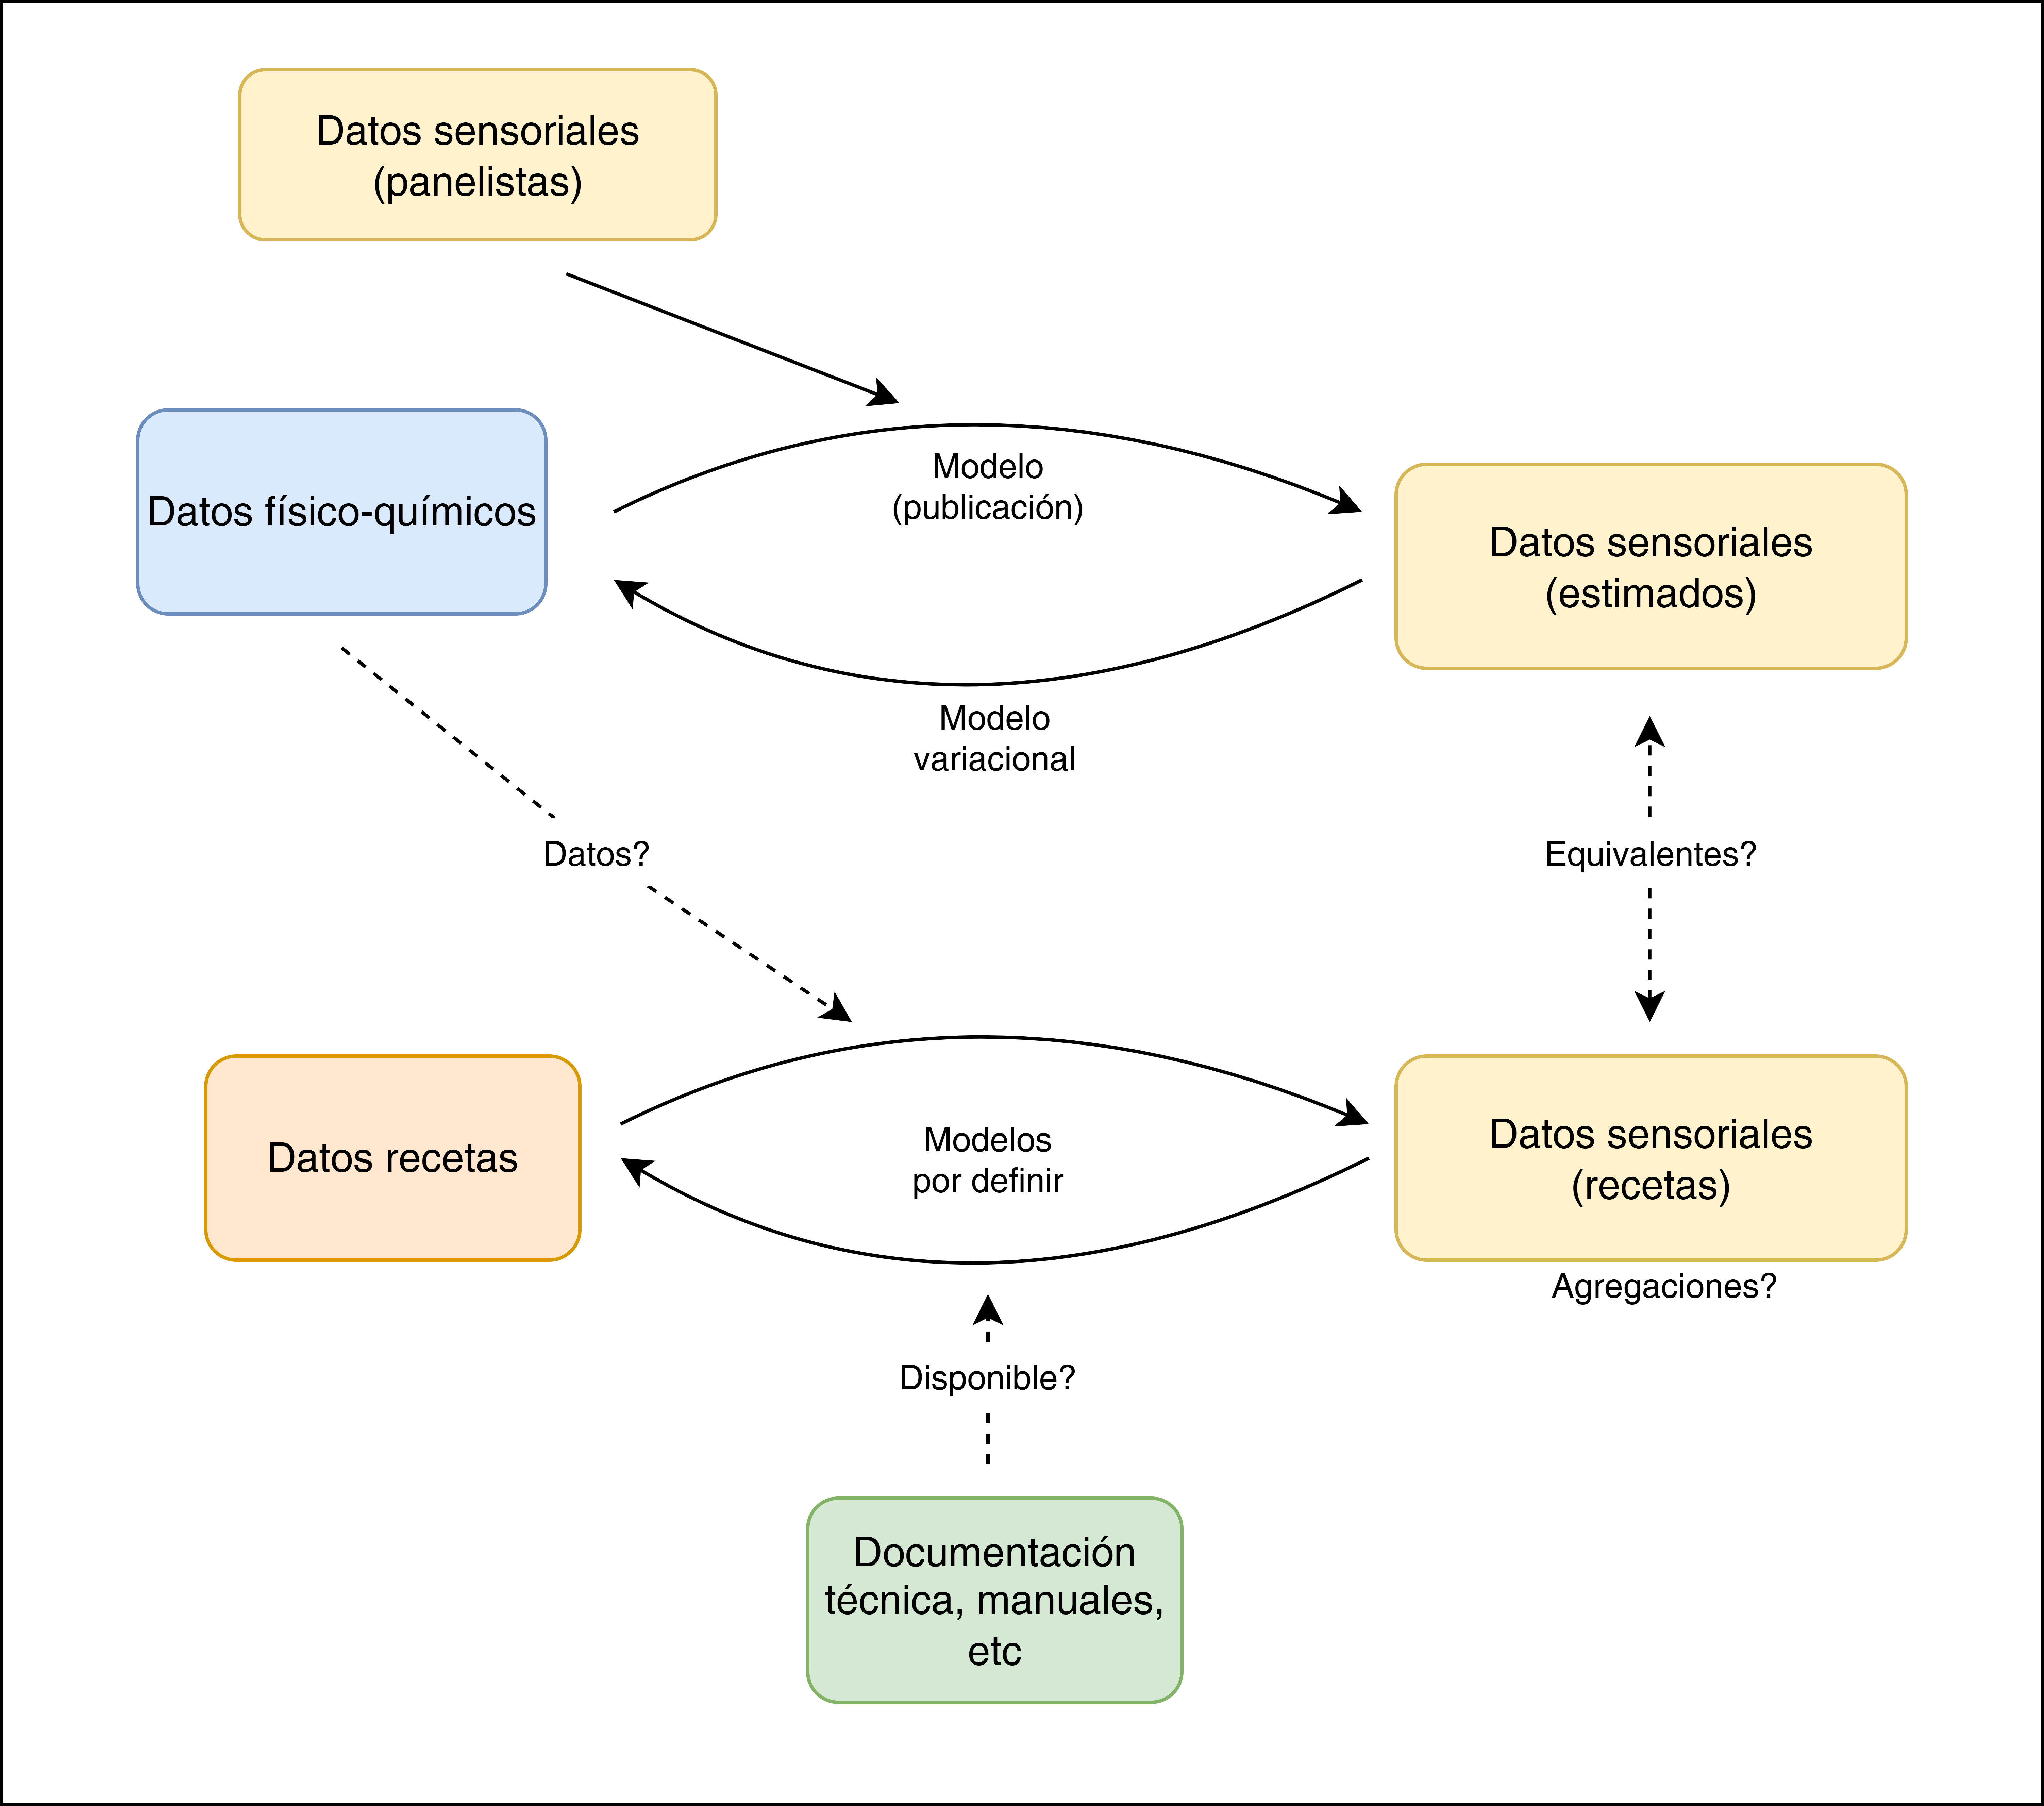 Datos sensoriales
(panelistas)
Datos físico-químicos
Modelo
(publicación)
Datos sensoriales
(estimados)
Modelo
variacional
Datos?
Equivalentes?
Datos recetas
Modelos
por definir
Datos sensoriales
(recetas)
Agregaciones?
Disponible?
Documentación
técnica, manuales,
etc